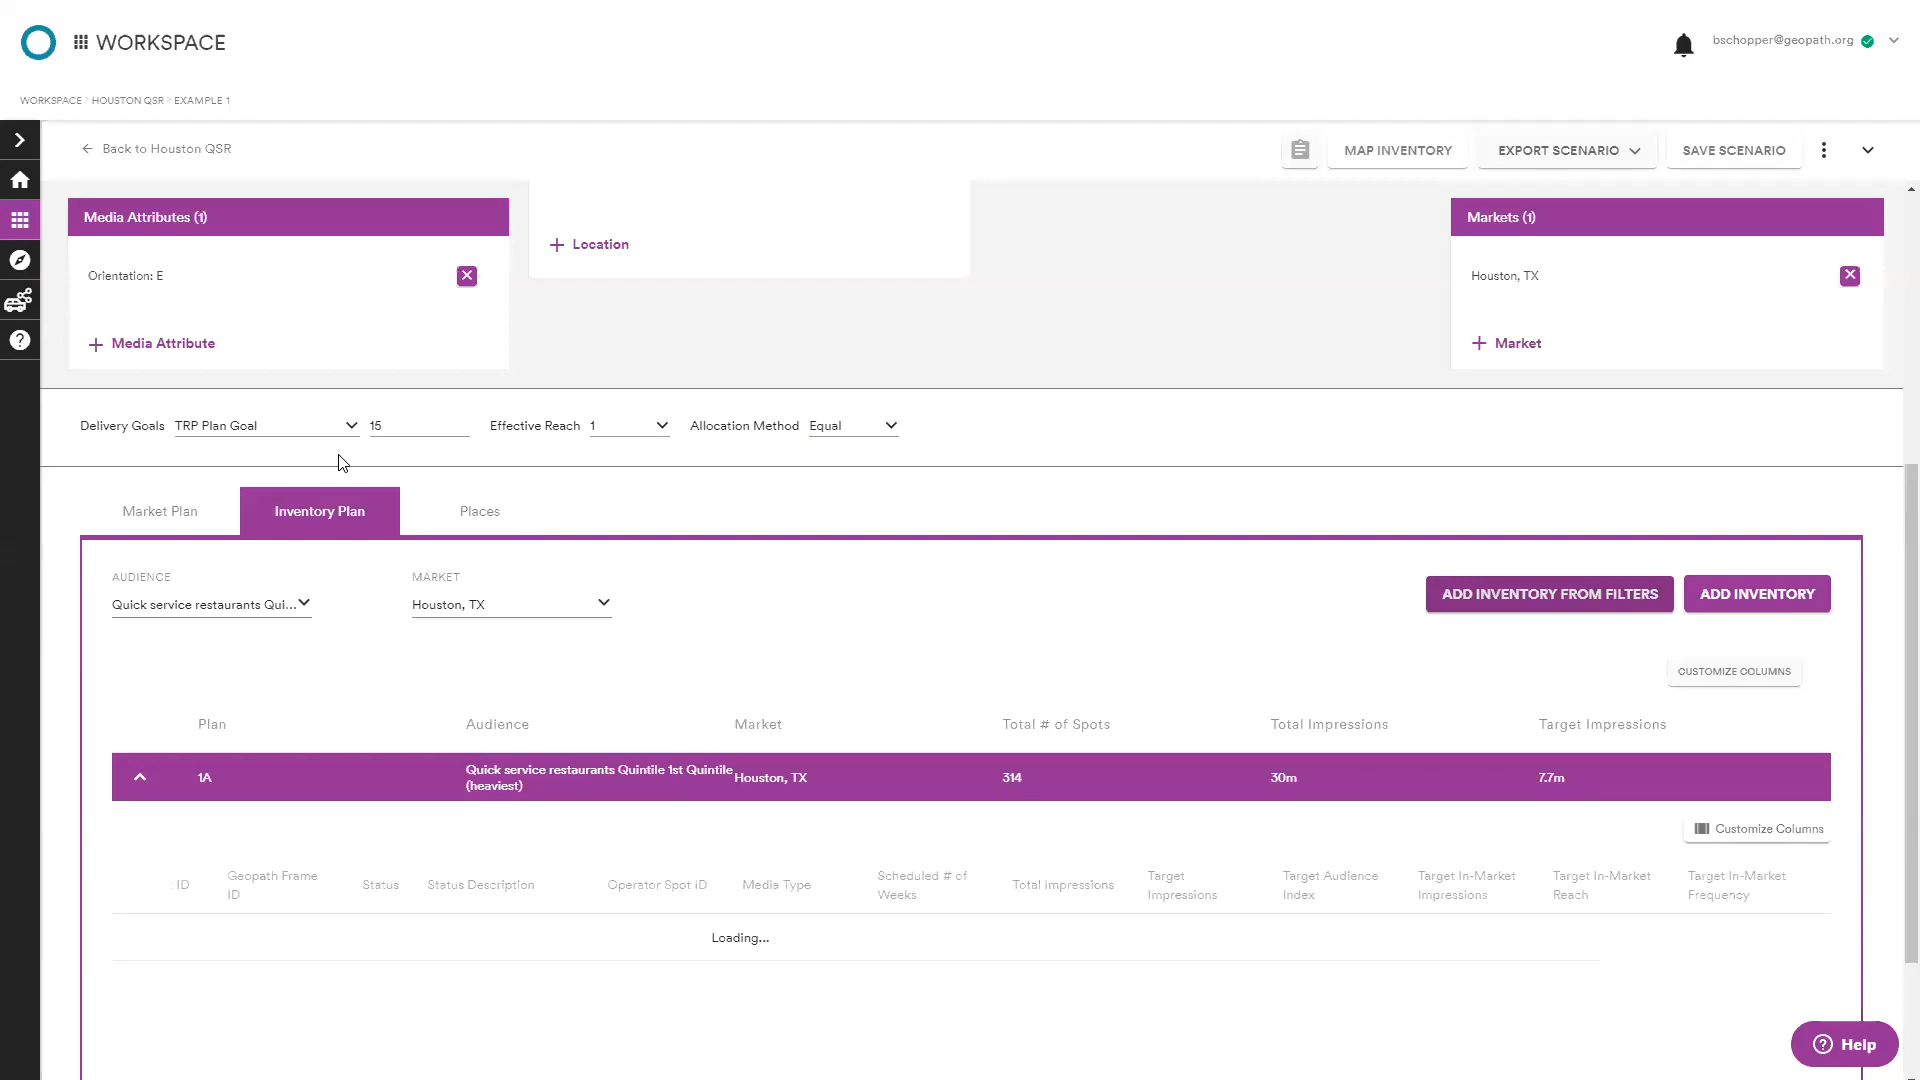 WORKSPACE
bschopper@geopath.org
WORKSPACE > HOUSTON QSR > EXAMPLE 1
Back to Houston QSR
MAP INVENTORY
EXPORT SCENARIO
SAVE SCENARIO
Media Attributes (1)
Orientation: E
+ Media Attribute
+ Location
Markets (1)
Houston, TX
+ Market
Delivery Goals TRP Plan Goal 15 Effective Reach 1 Allocation Method Equal
Market Plan
Inventory Plan
Places
AUDIENCE
Quick service restaurants Qui...
MARKET
Houston, TX
ADD INVENTORY FROM FILTERS
ADD INVENTORY
CUSTOMIZE COLUMNS
Plan Audience Market Total # of Spots Total Impressions Target Impressions
1A Quick service restaurants Quintile 1st Quintile (heaviest) Houston, TX 314 30m 7.7m
Customize Columns
: ID
Geopath Frame
ID
Status
Status Description
Operator Spot ID
Media Type
Scheduled # of
Weeks
Total Impressions
Target
Impressions
Target Audience
Index
Target In-Market
Impressions
Target In-Market
Reach
Target In-Market
Frequency
Loading...
Help